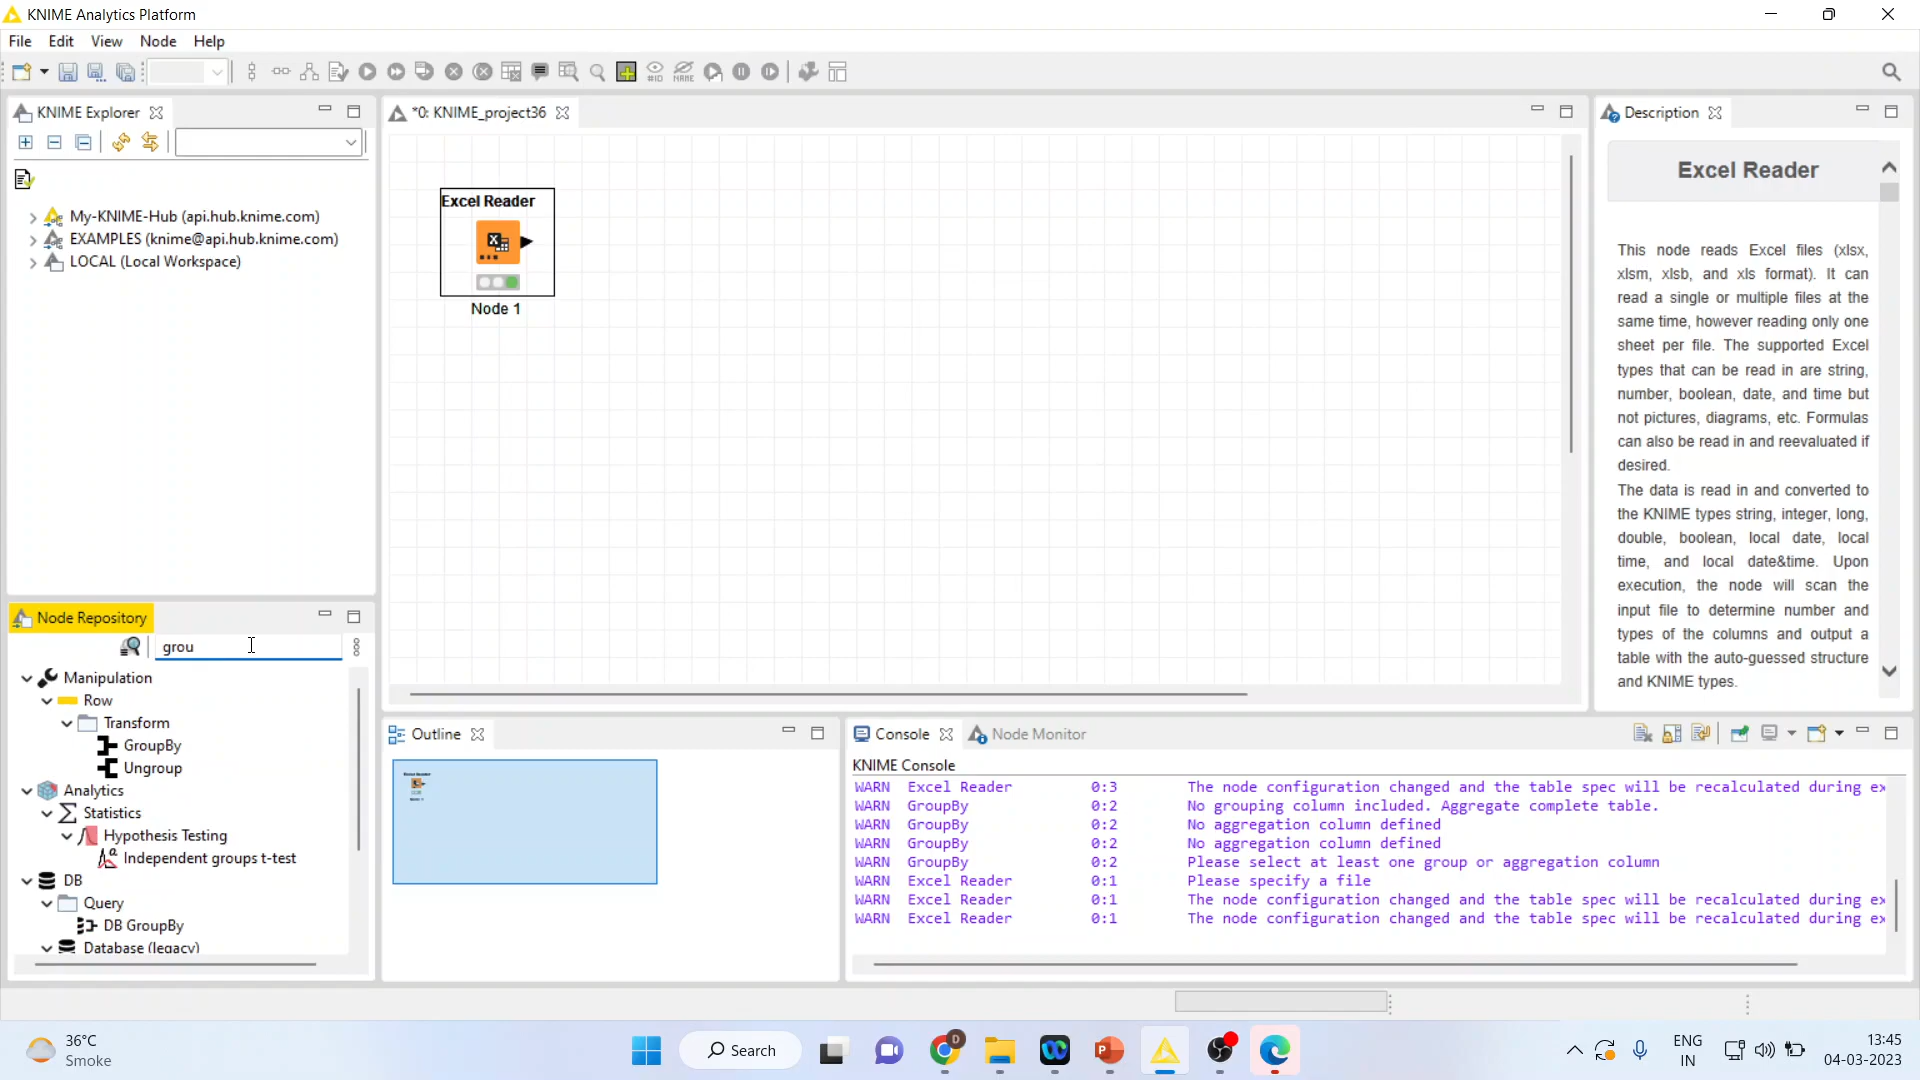 KNIME Analytics Platform
File Edit View Node Help
KNIME Explorer
*0: KNIME_project36
Description
My-KNIME-Hub (api.hub.knime.com)
EXAMPLES (knime@api.hub.knime.com)
LOCAL (Local Workspace)
Excel Reader
Node 1
Excel Reader
This node reads Excel files (xlsx,
xlsm, xlsb, and xls format). It can
read a single or multiple files at the
same time, however reading only one
sheet per file. The supported Excel
types that can be read in are string,
number, boolean, date, and time but
not pictures, diagrams, etc. Formulas
can also be read in and reevaluated if
desired.
The data is read in and converted to
the KNIME types string, integer, long,
double, boolean, local date, local
time, and local date&time. Upon
execution, the node will scan the
input file to determine number and
types of the columns and output a
table with the auto-guessed structure
and KNIME types.
Node Repository
grou
Manipulation
Row
Transform
GroupBy
Ungroup
Analytics
Statistics
Hypothesis Testing
Independent groups t-test
DB
Query
DB GroupBy
Database (legacy)
Outline
Console
Node Monitor
KNIME Console
WARN Excel Reader 0:3 The node configuration changed and the table spec will be recalculated during ex
WARN GroupBy 0:2 No grouping column included. Aggregate complete table.
WARN GroupBy 0:2 No aggregation column defined
WARN GroupBy 0:2 No aggregation column defined
WARN GroupBy 0:2 Please select at least one group or aggregation column
WARN Excel Reader 0:1 Please specify a file
WARN Excel Reader 0:1 The node configuration changed and the table spec will be recalculated during ex
WARN Excel Reader 0:1 The node configuration changed and the table spec will be recalculated during ex
36°C
Smoke
Search
ENG
IN
13:45
04-03-2023